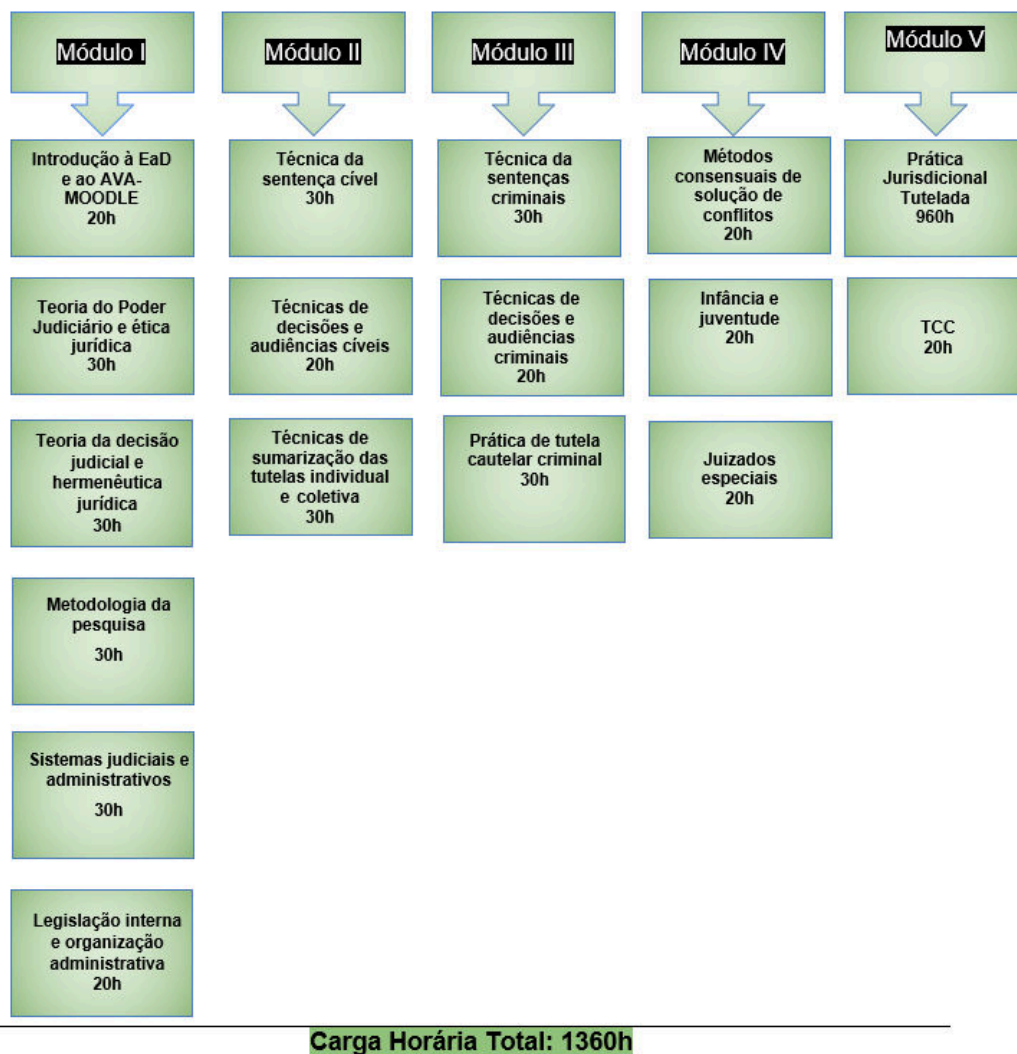 Módulo I
Módulo II
Módulo III
Módulo IV
Módulo V
Introdução à EaD
e ao AVA-
MOODLE
20h
Técnica da
sentença cível
30h
Técnica da
sentenças
criminais
30h
Métodos
consensuais de
solução de
conflitos
20h
Prática
Jurisdicional
Tutelada
960h
Teoria do Poder
Judiciário e ética
jurídica
30h
Técnicas de
decisões e
audiências cíveis
20h
Técnicas de
decisões e
audiências
criminais
20h
Infância e
juventude
20h
TCC
20h
Teoria da decisão
judicial e
hermenêutica
jurídica
30h
Técnicas de
sumarização das
tutelas individual
e coletiva
30h
Prática de tutela
cautelar criminal
30h
Juizados
especiais
20h
Metodologia da
pesquisa
30h
Sistemas judiciais e
administrativos
30h
Legislação interna
e organização
administrativa
20h
Carga Horária Total: 1360h